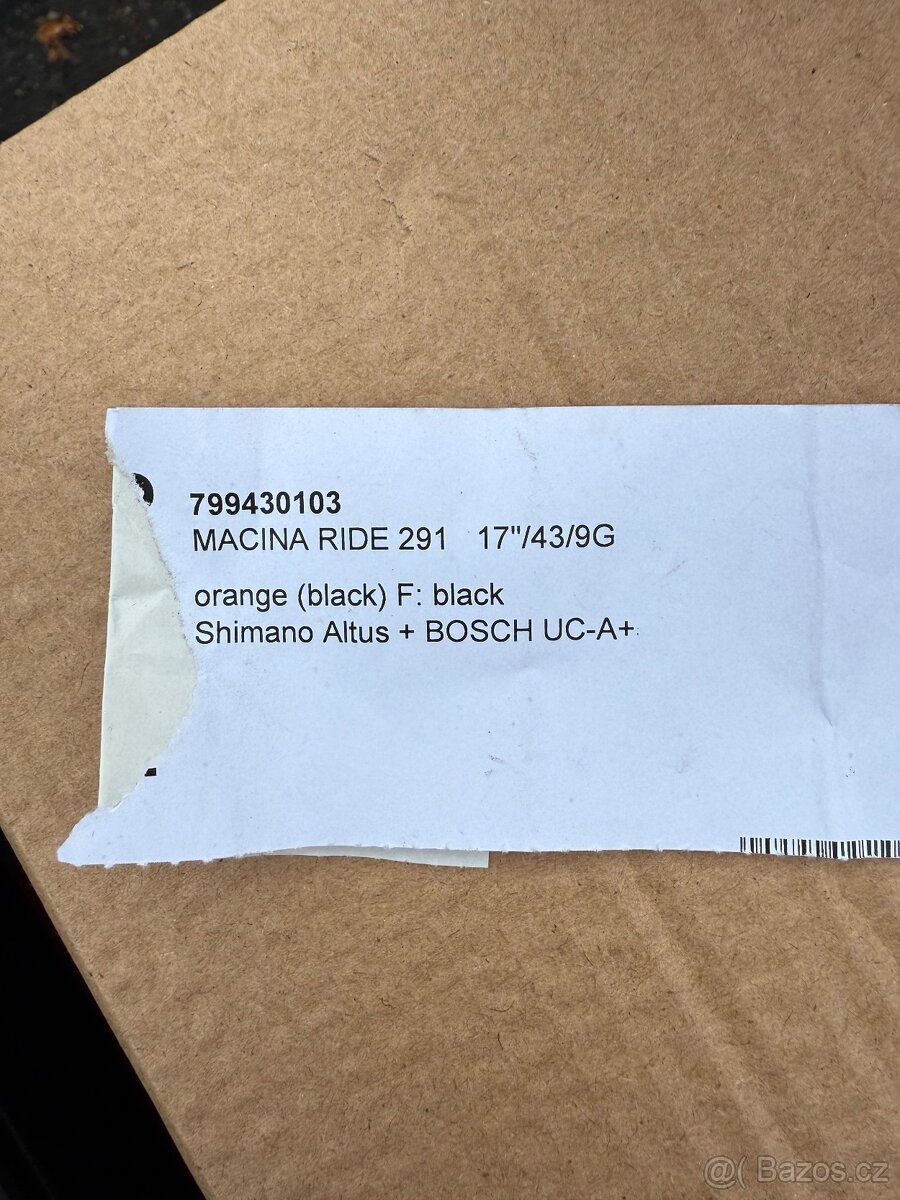 799430103
MACINA RIDE 291 17"/43/9G
orange (black) F: black
Shimano Altus + BOSCH UC-A+
@( Bazos.cz